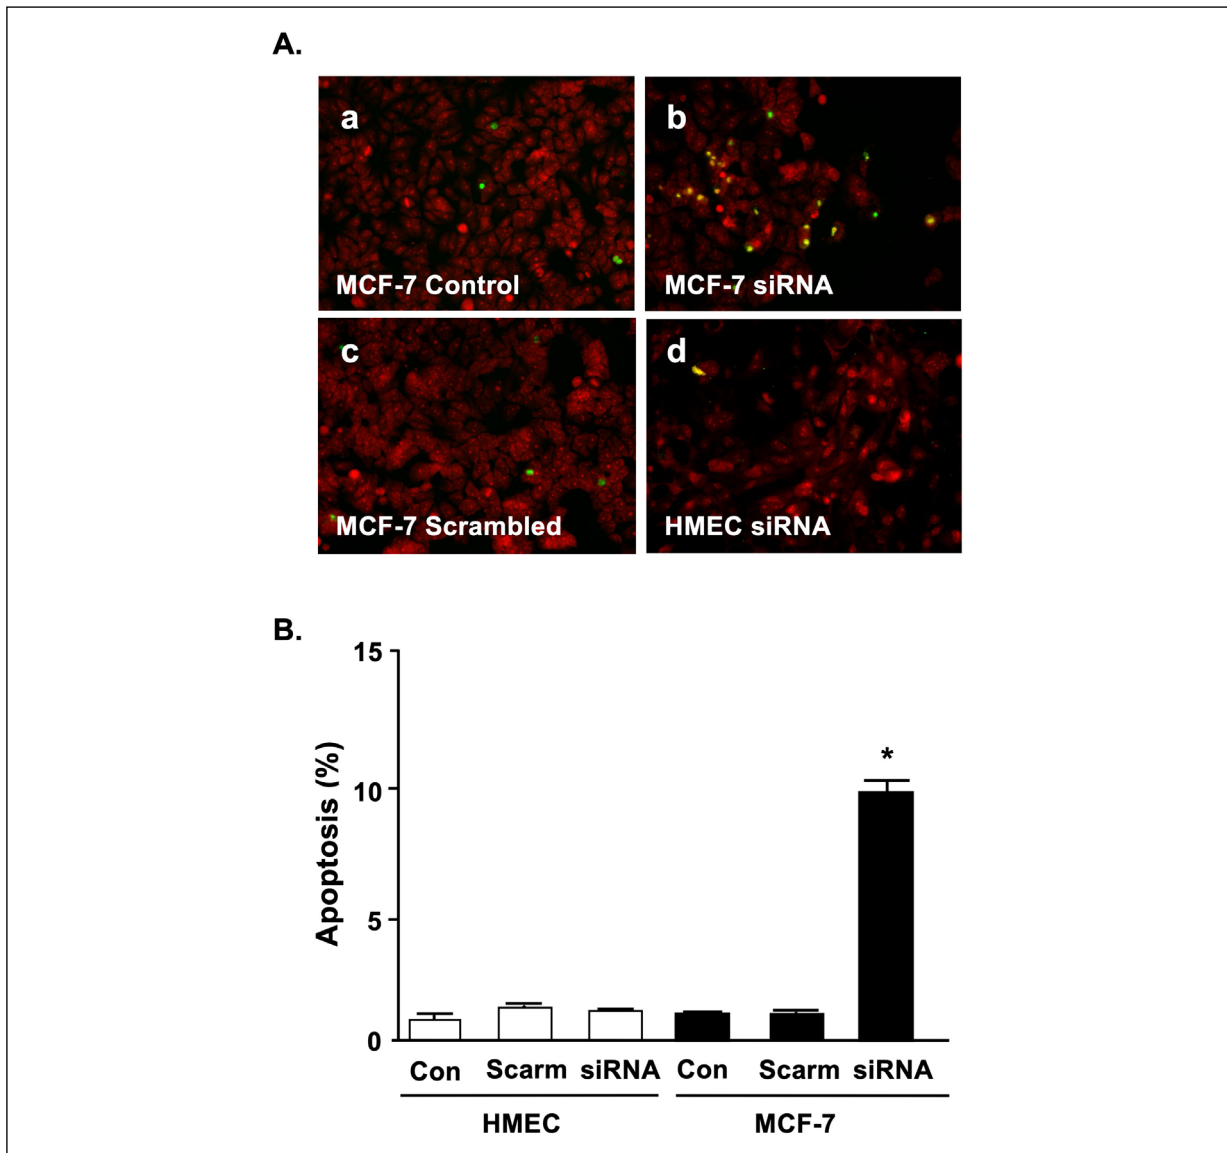 A.
a
b
MCF-7 Control
MCF-7 siRNA
c
d
MCF-7 Scrambled
HMEC siRNA
B.
15
10
5
0
Apoptosis (%)
*
Con Scarm siRNA Con Scarm siRNA
HMEC MCF-7